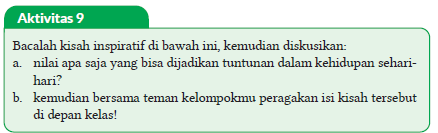 Aktivitas 9
Bacalah kisah inspiratif di bawah ini, kemudian diskusikan:
a. nilai apa saja yang bisa dijadikan tuntunan dalam kehidupan sehari-
hari?
b. kemudian bersama teman kelompokmu peragakan isi kisah tersebut
di depan kelas!